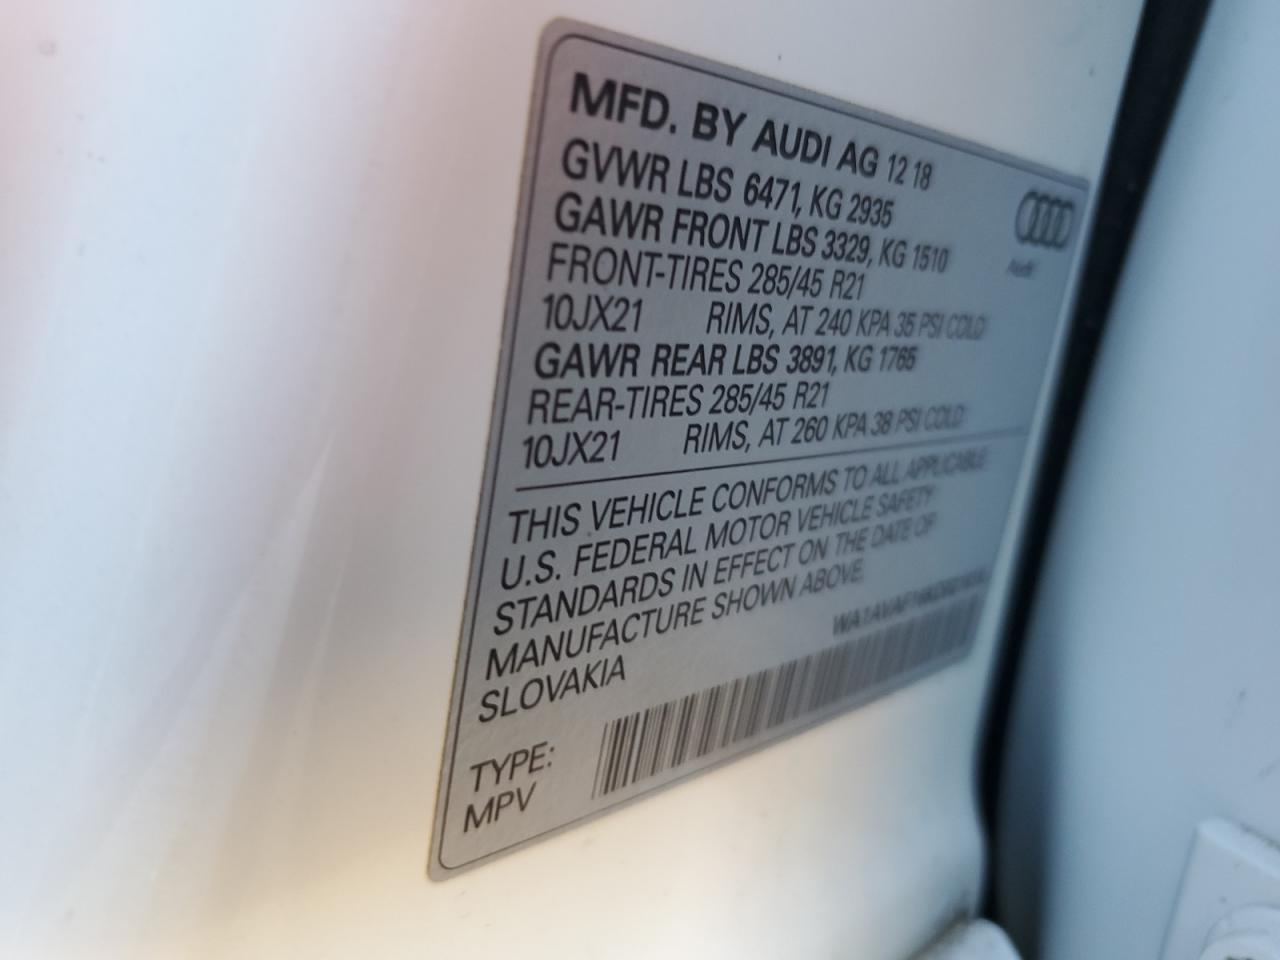 MFD. BY AUDI AG 12 18
GVWR LBS 6471, KG 2935
GAWR FRONT LBS 3329, KG 1510
FRONT-TIRES 285/45 R21
10JX21 RIMS, AT 240 KPA 35 PSI COLD
GAWR REAR LBS 3891, KG 1765
REAR-TIRES 285/45 R21
10JX21 RIMS, AT 260 KPA 38 PSI COLD
Audi
THIS VEHICLE CONFORMS TO ALL APPLICABLE
U.S. FEDERAL MOTOR VEHICLE SAFETY
STANDARDS IN EFFECT ON THE DATE OF
MANUFACTURE SHOWN ABOVE.
SLOVAKIA
TYPE:
MPV